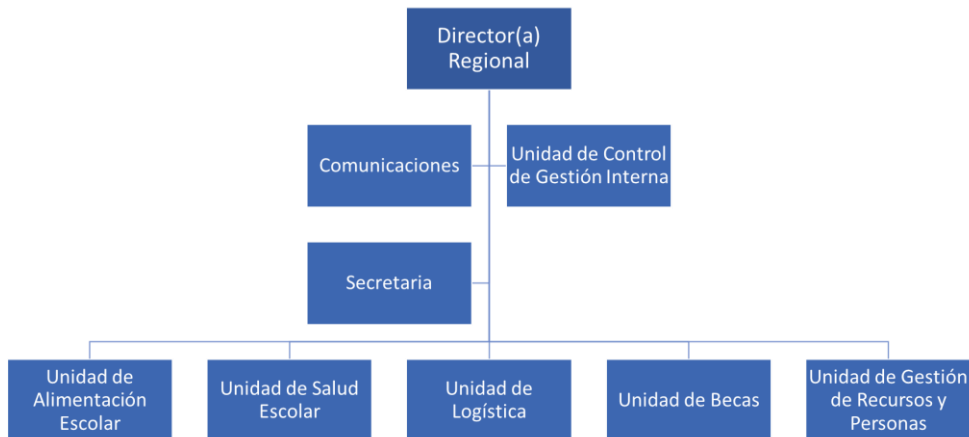 Director(a)
Regional
Comunicaciones
Unidad de Control
de Gestión Interna
Secretaria
Unidad de
Alimentación
Escolar
Unidad de Salud
Escolar
Unidad de
Logística
Unidad de Becas
Unidad de Gestión
de Recursos y
Personas